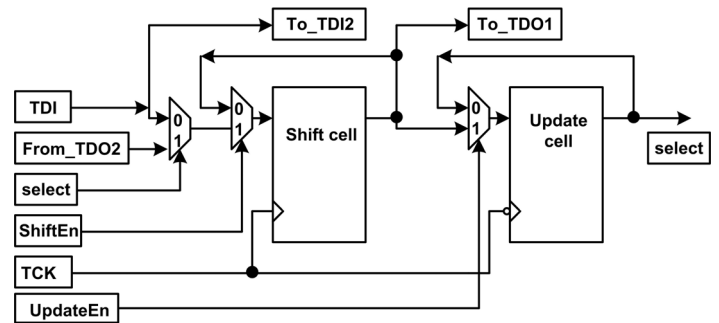 To_TDI2
To_TDO1
TDI
0
1
0
1
Shift cell
0
1
Update
cell
From_TDO2
select
select
ShiftEn
TCK
UpdateEn